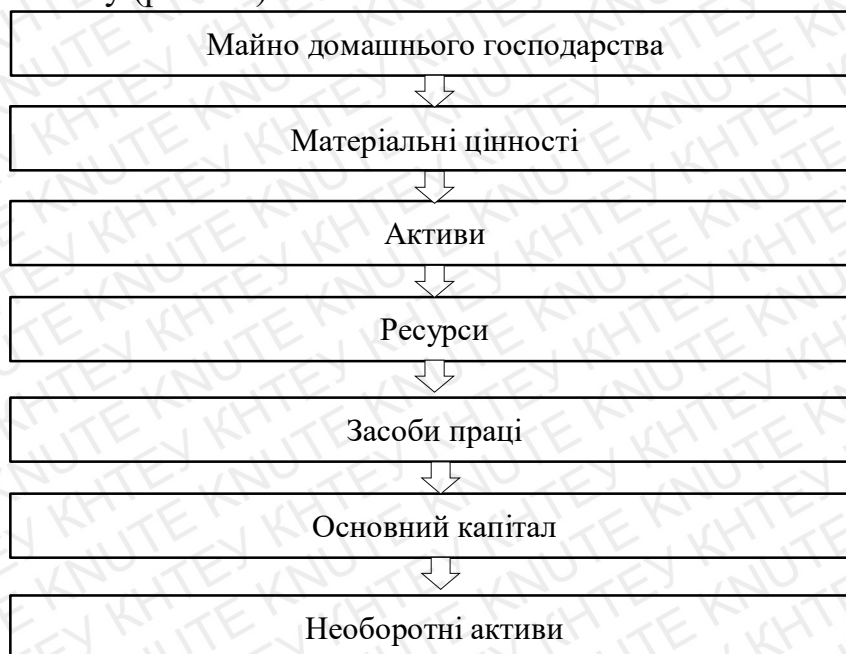 Майно домашнього господарства
Матеріальні цінності
Активи
Ресурси
Засоби праці
Основний капітал
Необоротні активи